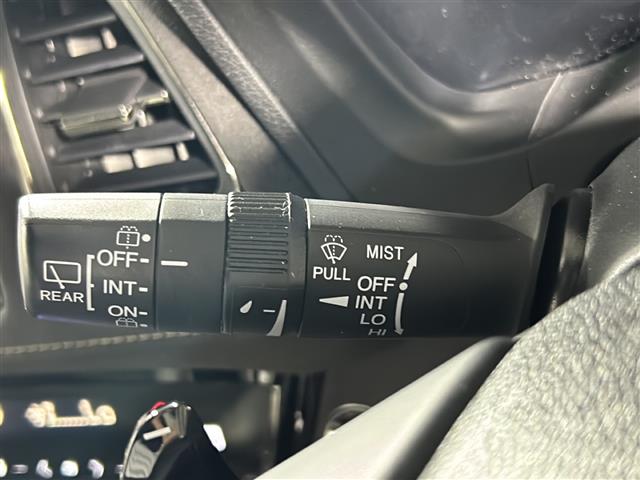 OFF
INT
REAR
ON
PULL
MIST
OFF
INT
LO
HI